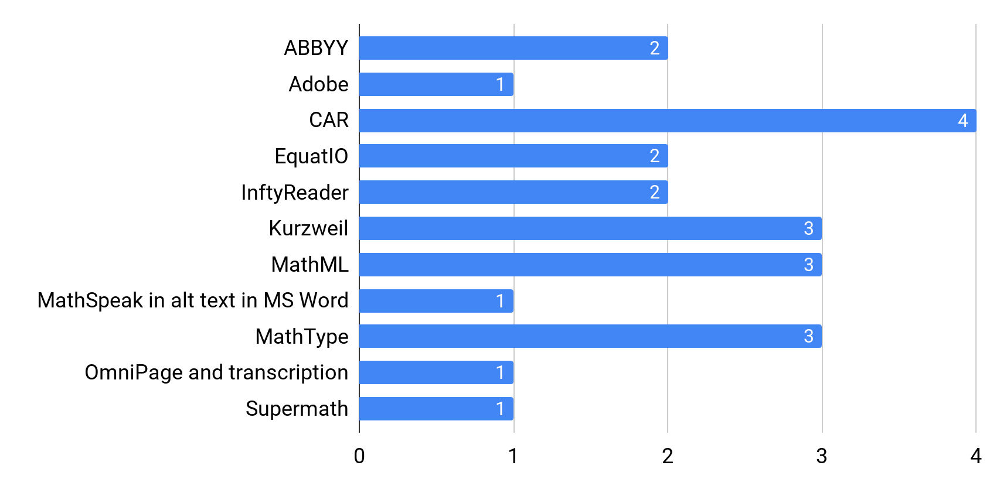 ABBYY 2
Adobe 1
CAR 4
EquatIO 2
InftyReader 2
Kurzweil 3
MathML 3
MathSpeak in alt text in MS Word 1
MathType 3
OmniPage and transcription 1
Supermath 1
0 1 2 3 4